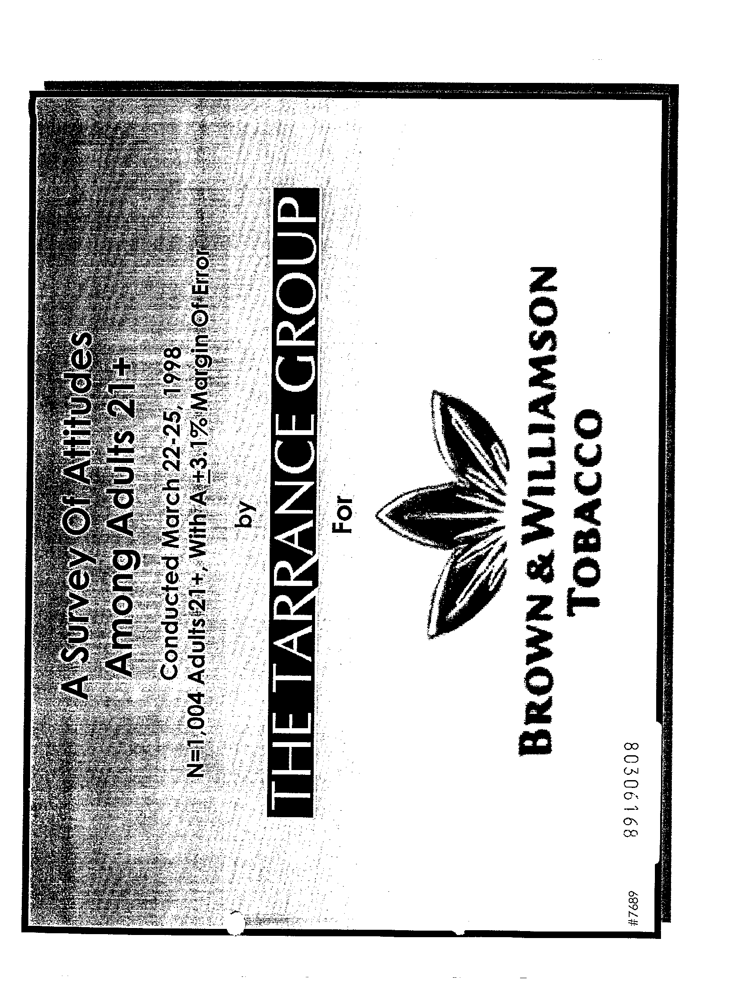 A Survey Of Attitudes
Among Adults 21+
Conducted March 22-25, 1998
N=1,004 Adults 21+, With A ±3.1% Margin Of Error
by
THE TARRANCE GROUP
For
BROWN & WILLIAMSON
TOBACCO
80306168
#7689